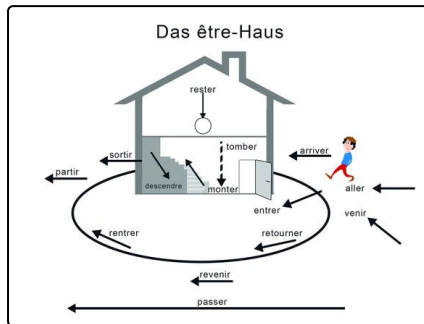 Das être-Haus
rester
tomber
sortir
arriver
partir
descendre
monter
aller
entrer
venir
rentrer
retourner
revenir
passer